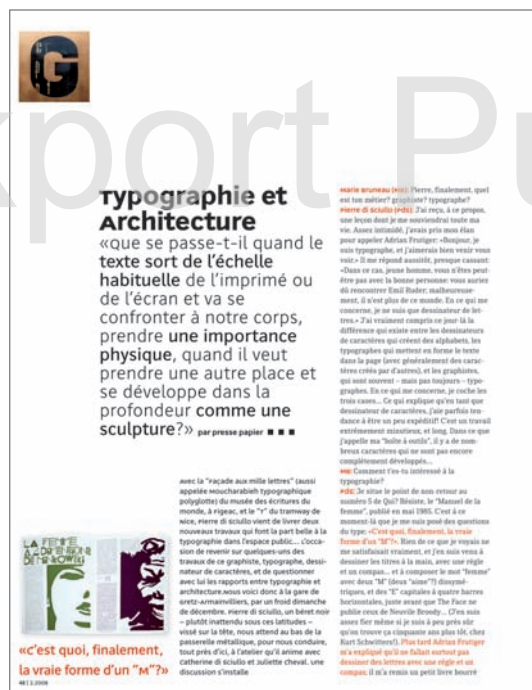 G
xport Pu
Typographie et
Architecture
«que se passe-t-il quand le
texte sort de l'échelle
habituelle de l'imprimé ou
de l'écran et va se
confronter à notre corps,
prendre une importance
physique, quand il veut
prendre une autre place et
se développe dans la
profondeur comme une
sculpture?» par presse papier ■ ■ ■
avec la "façade aux mille lettres" (aussi
appelée Moucharabieh typographique
polyglotte) du musée des écritures du
monde, à Figeac, et le "T" du tramway de
Nice, Pierre di Sciullo vient de livrer deux
nouveaux travaux qui font la part belle à la
typographie dans l'espace public... l'occa-
sion de revenir sur quelques-uns des
travaux de ce graphiste, typographe, dessi-
nateur de caractères, et de questionner
avec lui les rapports entre typographie et
architecture.nous voici donc à la gare de
Gretz-Armainvilliers, par un froid dimanche
de décembre. Pierre di Sciullo, un béret noir
– plutôt inattendu sous ces latitudes –
vissé sur la tête, nous attend au bas de la
passerelle métallique, pour nous conduire,
tout près d'ici, à l'atelier qu'il anime avec
catherine di sciullo et juliette cheval. une
discussion s'installe
LA FEMME
A 2 DIMENSIONS
DE MINKOWSKI
«c'est quoi, finalement,
la vraie forme d'un "M"?»
48 | 2.2008
Marie Bruneau (MB): Pierre, finalement, quel
est ton métier? graphiste? typographe?
Pierre di Sciullo (PdS): J'ai reçu, à ce propos,
une leçon dont je me souviendrai toute ma
vie. Assez intimidé, j'avais pris mon élan
pour appeler Adrian Frutiger: «Bonjour, je
suis typographe, et j'aimerais bien venir vous
voir.» Il me répond aussitôt, presque cassant:
«Dans ce cas, jeune homme, vous n'êtes peut-
être pas avec la bonne personne: vous auriez
dû rencontrer Emil Ruder; malheureuse-
ment, il n'est plus de ce monde. En ce qui me
concerne, je ne suis que dessinateur de let-
tres.» J'ai vraiment compris ce jour-là la
différence qui existe entre les dessinateurs
de caractères qui créent des alphabets, les
typographes qui mettent en forme le texte
dans la page (avec généralement des carac-
tères créés par d'autres), et les graphistes,
qui sont souvent – mais pas toujours – typo-
graphes. En ce qui me concerne, je coche les
trois cases... Ce qui explique qu'en tant que
dessinateur de caractères, j'aie parfois ten-
dance à être un peu expéditif! C'est un travail
extrêmement minutieux, et long. Dans ce que
j'appelle ma "boîte à outils", il y a de nom-
breux caractères qui ne sont pas encore
complètement développés...
MB: Comment t'es-tu intéressé à la
typographie?
PdS: Je situe le point de non-retour au
numéro 5 de Qui? Résiste, le "Manuel de la
femme", publié en mai 1985. C'est à ce
moment-là que je me suis posé des questions
du type: «C'est quoi, finalement, la vraie
forme d'un "M"?». Rien de ce que je voyais ne
me satisfaisait vraiment, et j'en suis venu à
dessiner les titres à la main, avec une règle
et un compas... et à composer le mot "femme"
avec deux "M" (deux "aime"?) dissymé-
triques, et des "E" capitales à quatre barres
horizontales, juste avant que The Face ne
publie ceux de Neville Brody... (J'en suis
assez fier même si je suis à peu près sûr
qu'on trouve ça cinquante ans plus tôt, chez
Kurt Schwitters!). Plus tard Adrian Frutiger
m'a expliqué qu'il ne fallait surtout pas
dessiner des lettres avec une règle et un
compas; il m'a remis un petit livre bourré